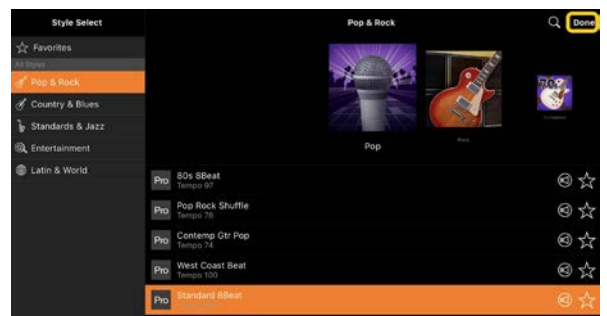 Style Select
Pop & Rock
Done
Favorites
All Styles
Pop & Rock
Country & Blues
Standards & Jazz
Entertainment
Latin & World
70s
Pop
Rock
Pro 80s 8Beat
Tempo 97
Pro Pop Rock Shuffle
Tempo 78
Pro Contemp Gtr Pop
Tempo 74
Pro West Coast Beat
Tempo 100
Pro Standard 8Beat